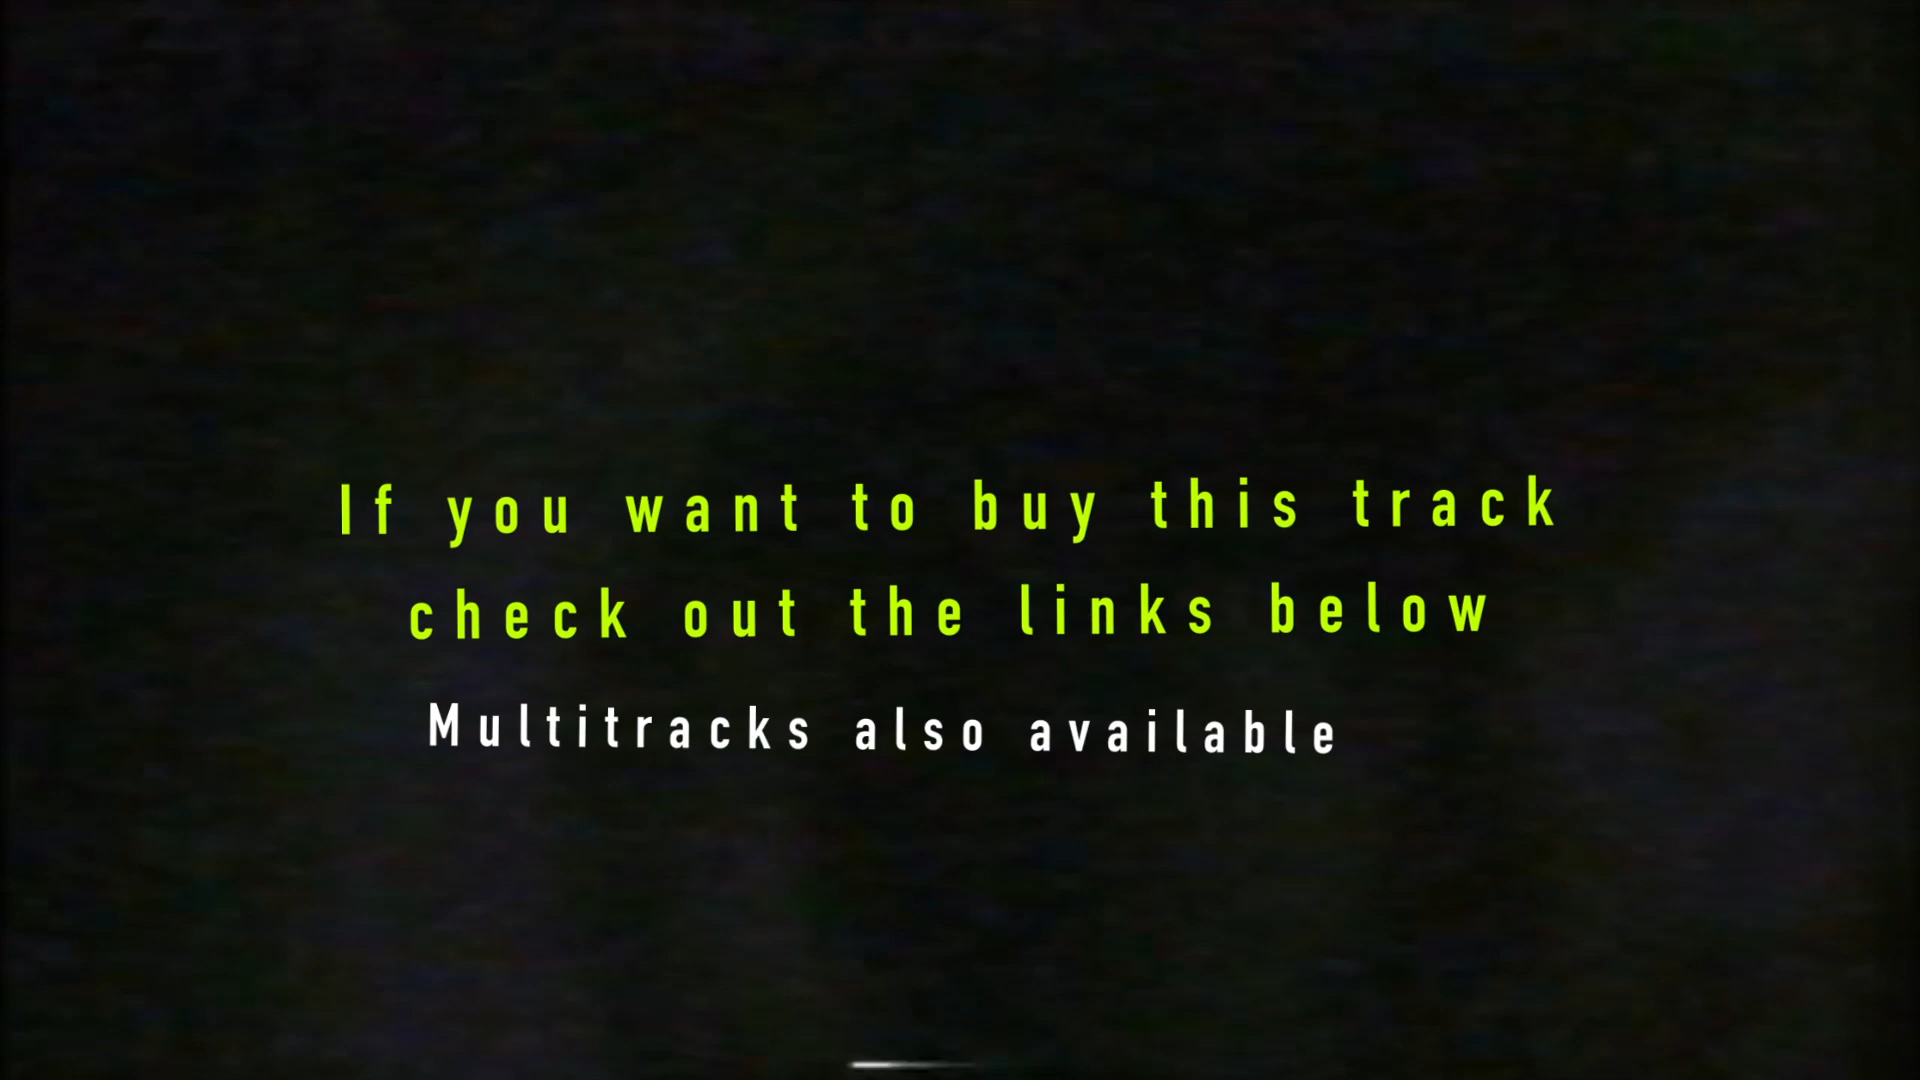 If you want to buy this track
check out the links below
Multitracks also available